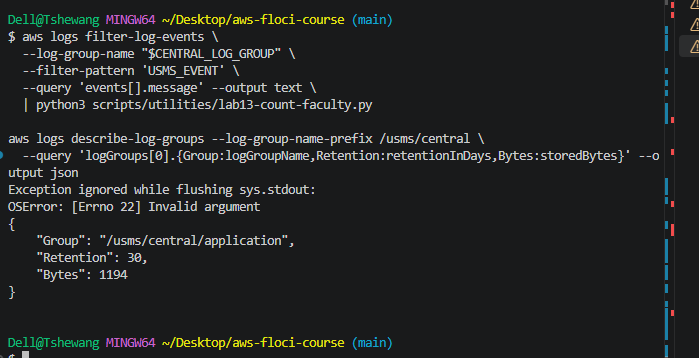 Dell@Tshewang MINGW64 ~/Desktop/aws-floci-course (main)
$ aws logs filter-log-events \
  --log-group-name "$CENTRAL_LOG_GROUP" \
  --filter-pattern 'USMS_EVENT' \
  --query 'events[].message' --output text \
  | python3 scripts/utilities/lab13-count-faculty.py

aws logs describe-log-groups --log-group-name-prefix /usms/central \
  --query 'logGroups[0].{Group:logGroupName,Retention:retentionInDays,Bytes:storedBytes}' --o
utput json
Exception ignored while flushing sys.stdout:
OSError: [Errno 22] Invalid argument
{
    "Group": "/usms/central/application",
    "Retention": 30,
    "Bytes": 1194
}

Dell@Tshewang MINGW64 ~/Desktop/aws-floci-course (main)
$